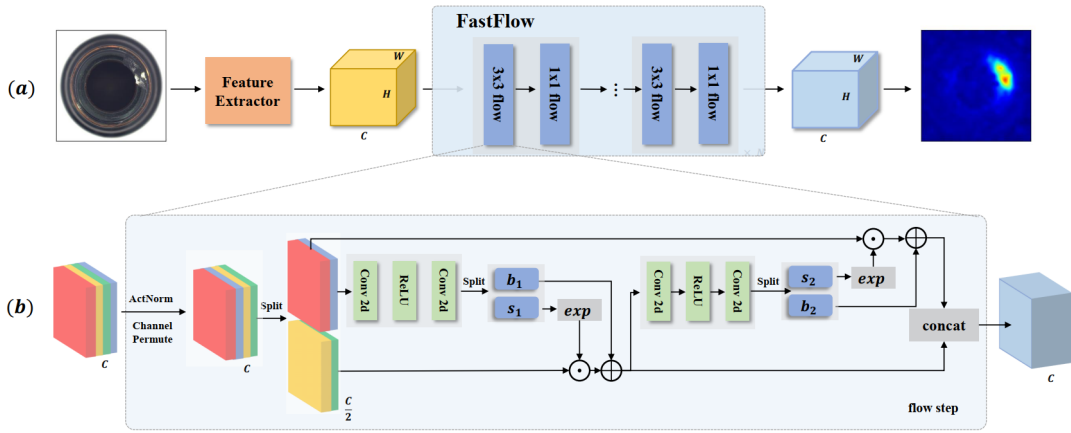 FastFlow
(a)
Feature
Extractor
W
H
C
3x3 flow
1x1 flow
...
3x3 flow
1x1 flow
× N
W
H
C
(b)
ActNorm
Channel
Permute
C
Split
C
C/2
Conv 2d
ReLU
Conv 2d
Split
b₁
s₁
exp
Conv 2d
ReLU
Conv 2d
Split
s₂
b₂
exp
concat
C
flow step